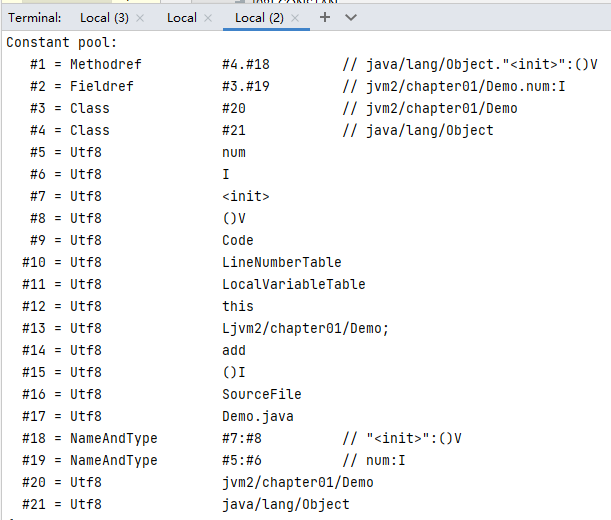 Terminal: Local (3) × Local × Local (2) × +
Constant pool:
#1 = Methodref #4.#18 // java/lang/Object."<init>":()V
#2 = Fieldref #3.#19 // jvm2/chapter01/Demo.num:I
#3 = Class #20 // jvm2/chapter01/Demo
#4 = Class #21 // java/lang/Object
#5 = Utf8 num
#6 = Utf8 I
#7 = Utf8 <init>
#8 = Utf8 ()V
#9 = Utf8 Code
#10 = Utf8 LineNumberTable
#11 = Utf8 LocalVariableTable
#12 = Utf8 this
#13 = Utf8 Ljvm2/chapter01/Demo;
#14 = Utf8 add
#15 = Utf8 ()I
#16 = Utf8 SourceFile
#17 = Utf8 Demo.java
#18 = NameAndType #7:#8 // "<init>":()V
#19 = NameAndType #5:#6 // num:I
#20 = Utf8 jvm2/chapter01/Demo
#21 = Utf8 java/lang/Object